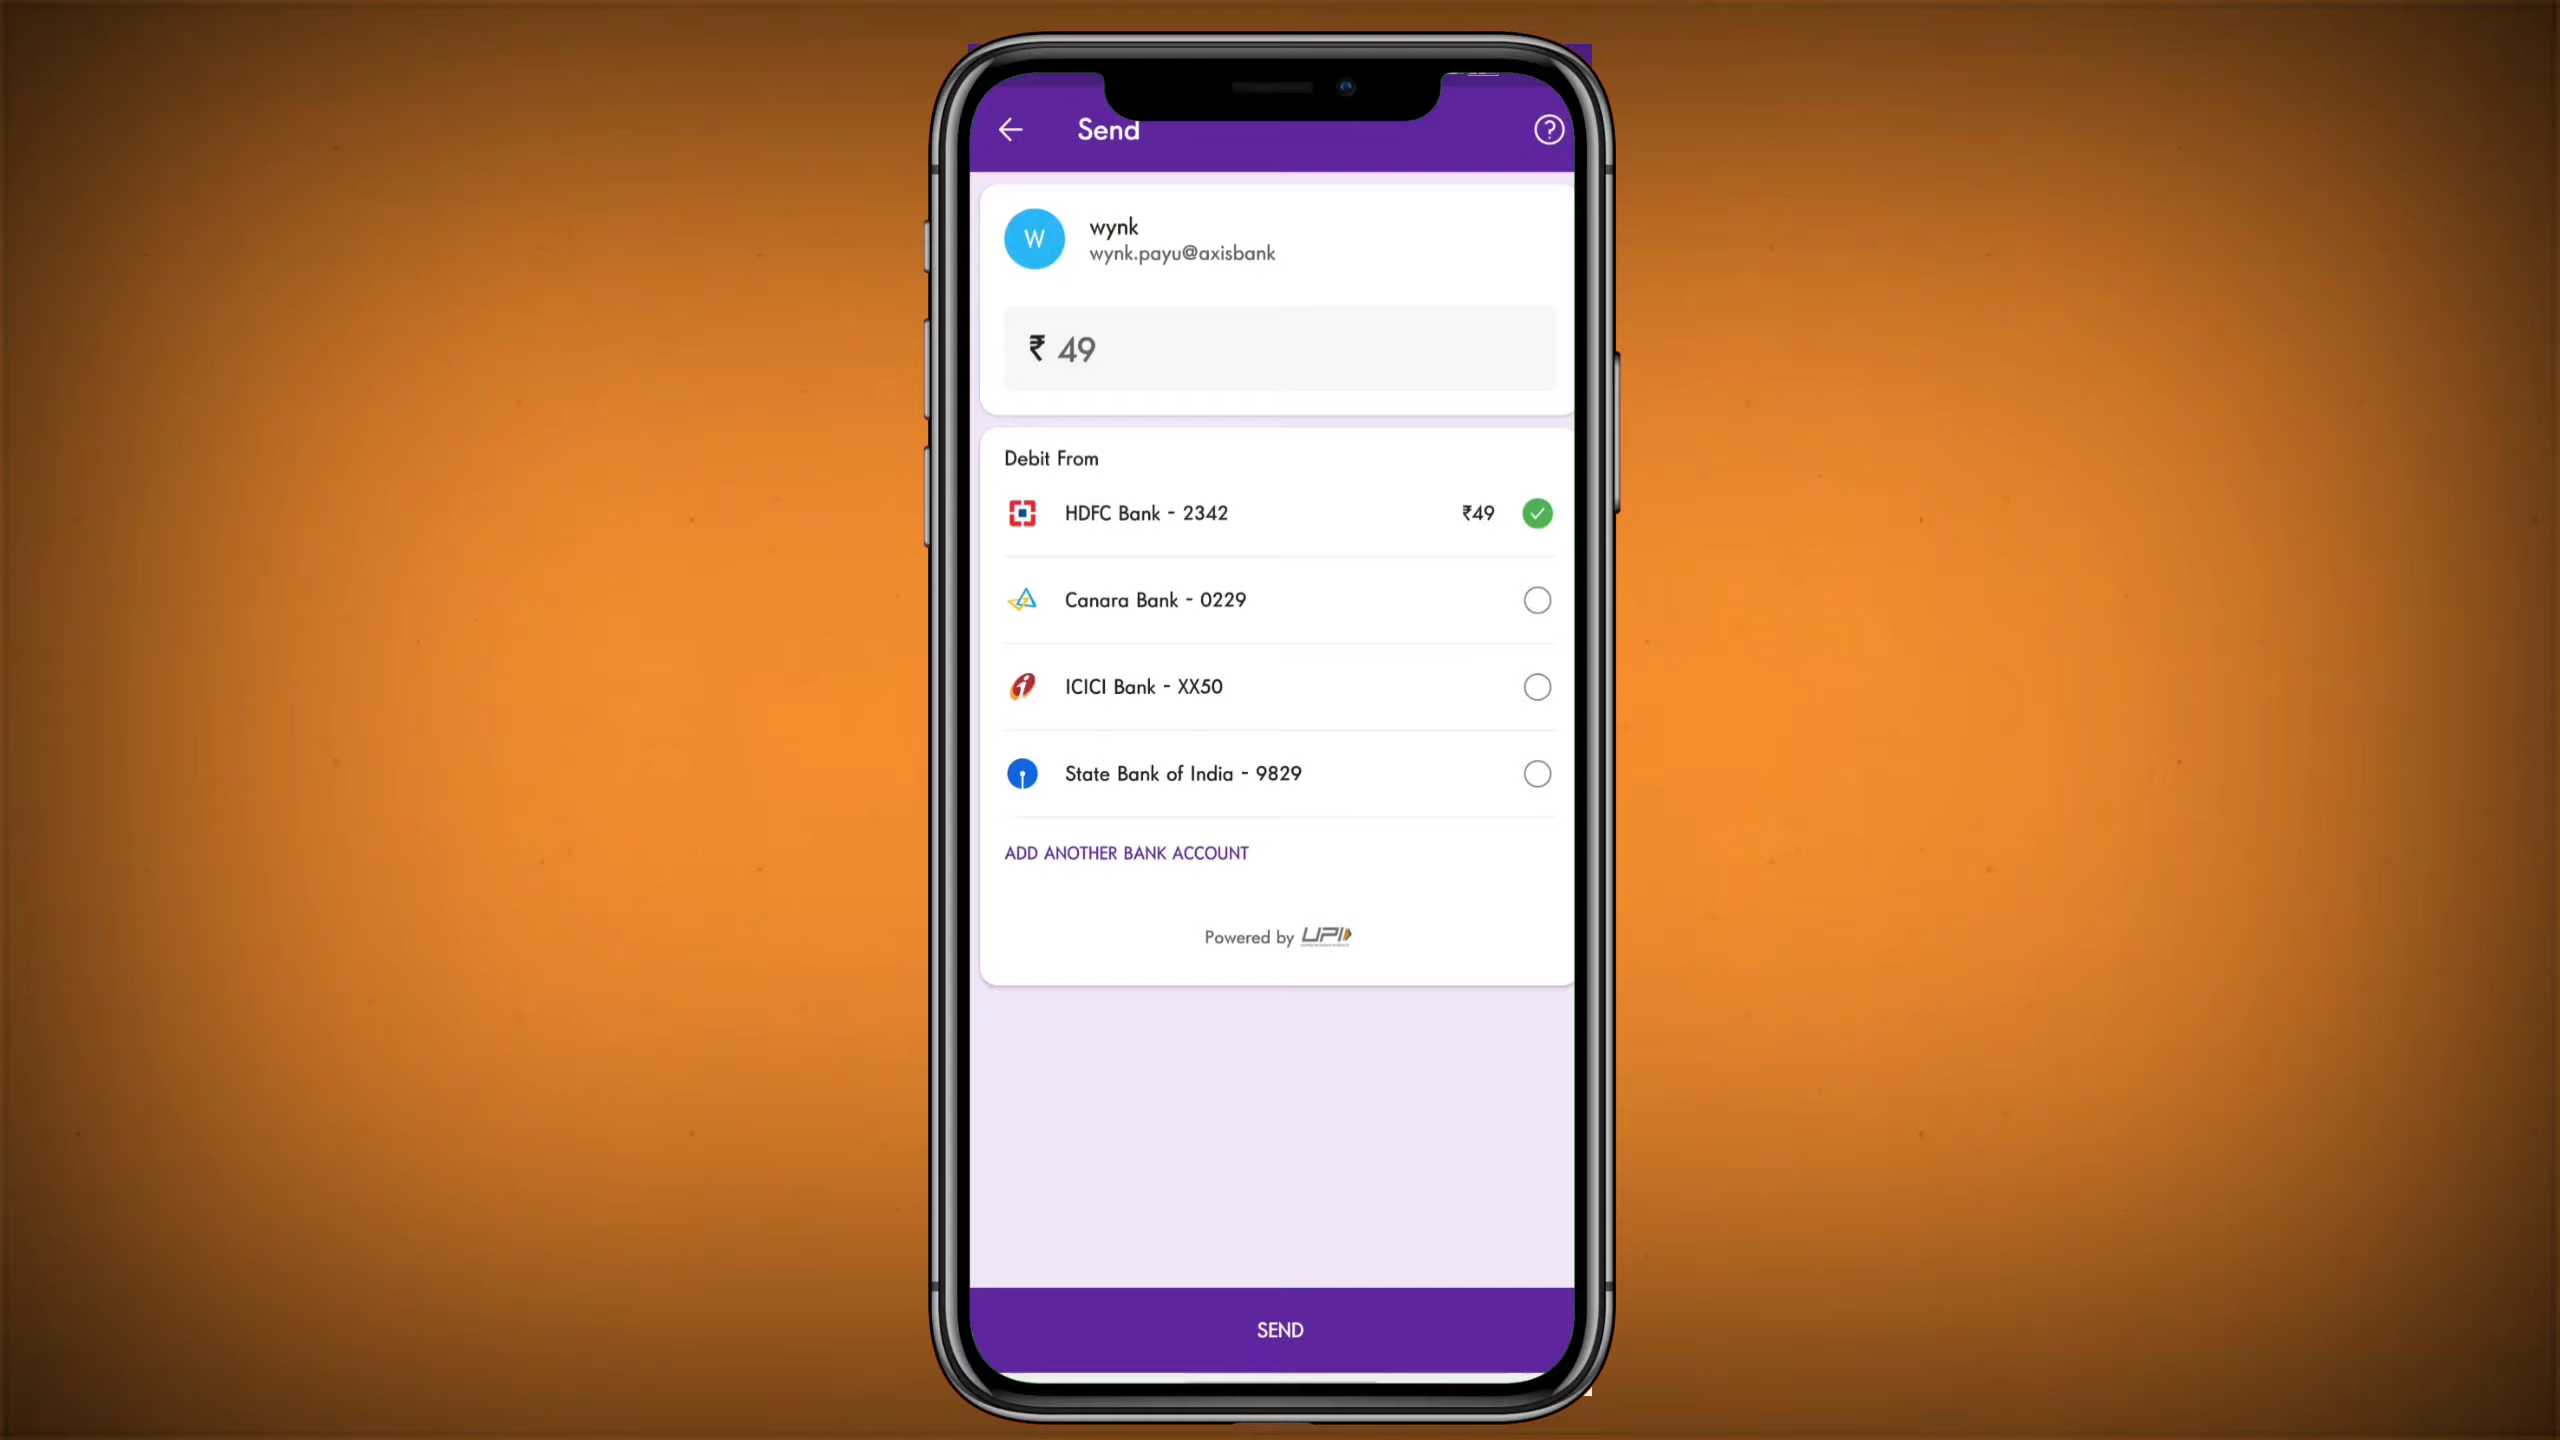 Send
?
W
wynk
wynk.payu@axisbank
₹ 49
Debit From
HDFC Bank - 2342 ₹49
Canara Bank - 0229
ICICI Bank - XX50
State Bank of India - 9829
ADD ANOTHER BANK ACCOUNT
Powered by UPI
SEND